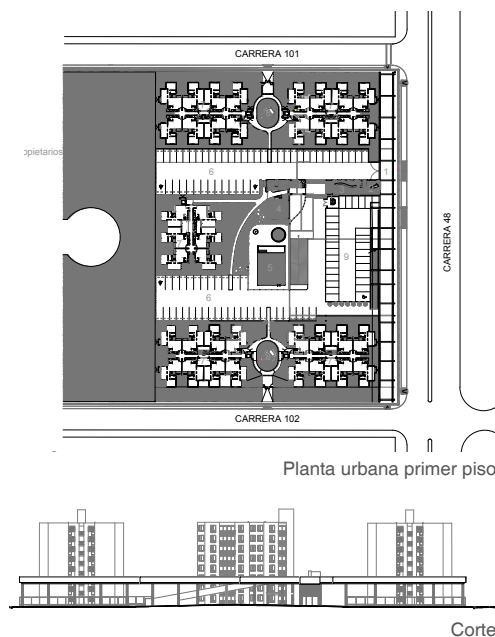 CARRERA 101
opietarios
6
1
CARRERA 48
5
9
6
CARRERA 102
Planta urbana primer piso
Corte